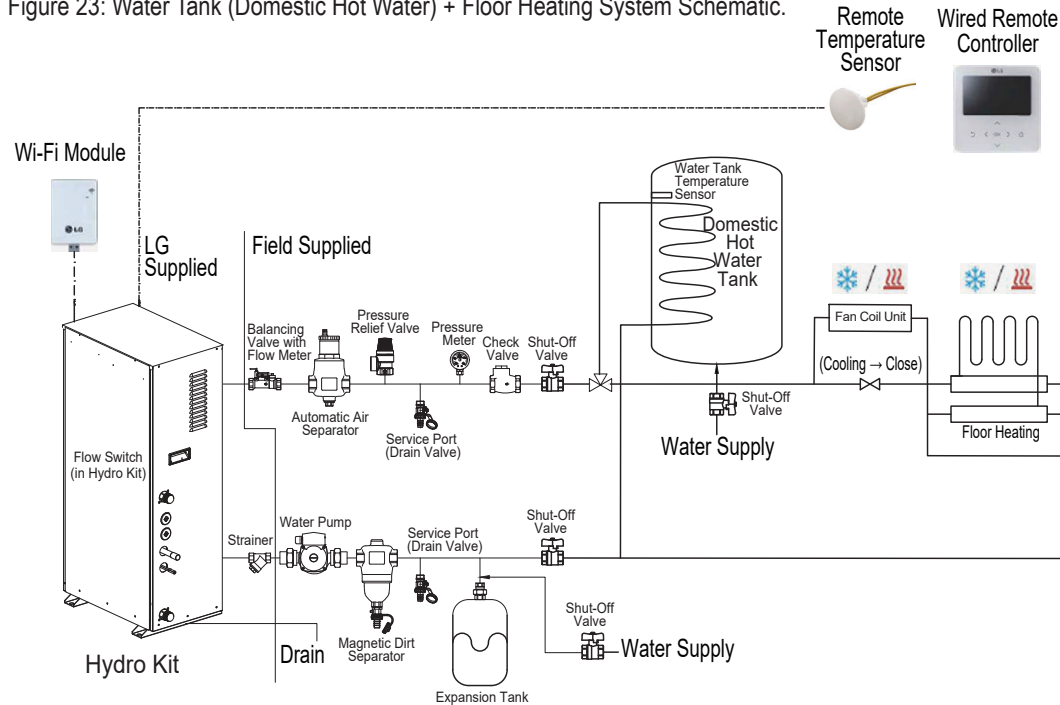 Figure 23: Water Tank (Domestic Hot Water) + Floor Heating System Schematic.
Remote
Temperature
Sensor
Wired Remote
Controller
LG
Wi-Fi Module
LG
LG
Supplied
Field Supplied
Water Tank
Temperature
Sensor
Domestic
Hot
Water
Tank
/
/
Fan Coil Unit
(Cooling → Close)
Floor Heating
Balancing
Valve with
Flow Meter
Pressure
Relief Valve
Pressure
Meter
Check
Valve
Shut-Off
Valve
Automatic Air
Separator
Service Port
(Drain Valve)
Shut-Off
Valve
Water Supply
Flow Switch
(in Hydro Kit)
Strainer
Water Pump
Service Port
(Drain Valve)
Shut-Off
Valve
Magnetic Dirt
Separator
Drain
Hydro Kit
Expansion Tank
Shut-Off
Valve
Water Supply